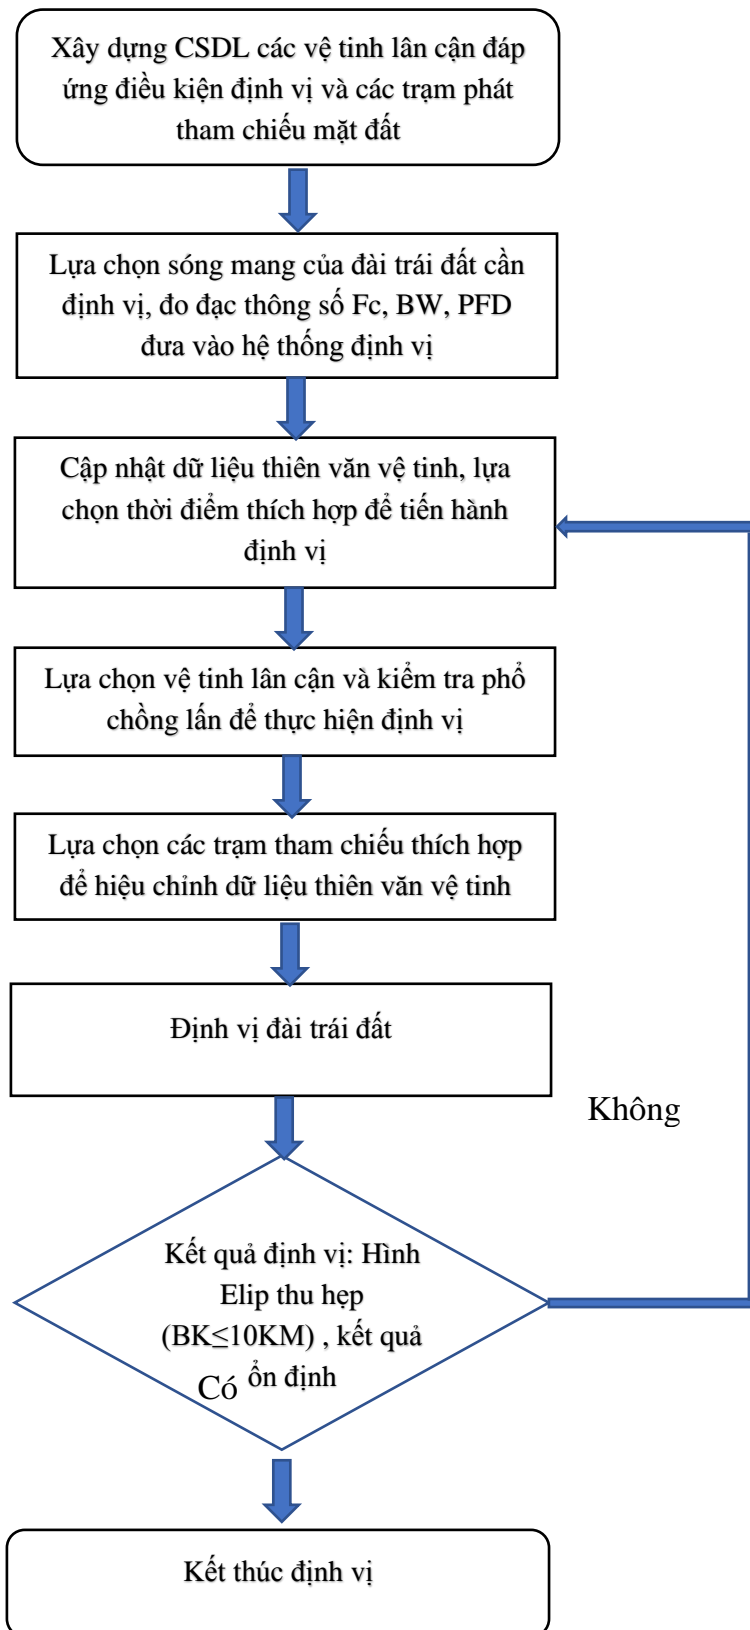 Xây dựng CSDL các vệ tinh lân cận đáp
ứng điều kiện định vị và các trạm phát
tham chiếu mặt đất
Lựa chọn sóng mang của đài trái đất cần
định vị, đo đạc thông số Fc, BW, PFD
đưa vào hệ thống định vị
Cập nhật dữ liệu thiên văn vệ tinh, lựa
chọn thời điểm thích hợp để tiến hành
định vị
Lựa chọn vệ tinh lân cận và kiểm tra phổ
chồng lấn để thực hiện định vị
Lựa chọn các trạm tham chiếu thích hợp
để hiệu chỉnh dữ liệu thiên văn vệ tinh
Định vị đài trái đất
Không
Kết quả định vị: Hình
Elip thu hẹp
(BK≤10KM) , kết quả
ổn định
Có
Kết thúc định vị